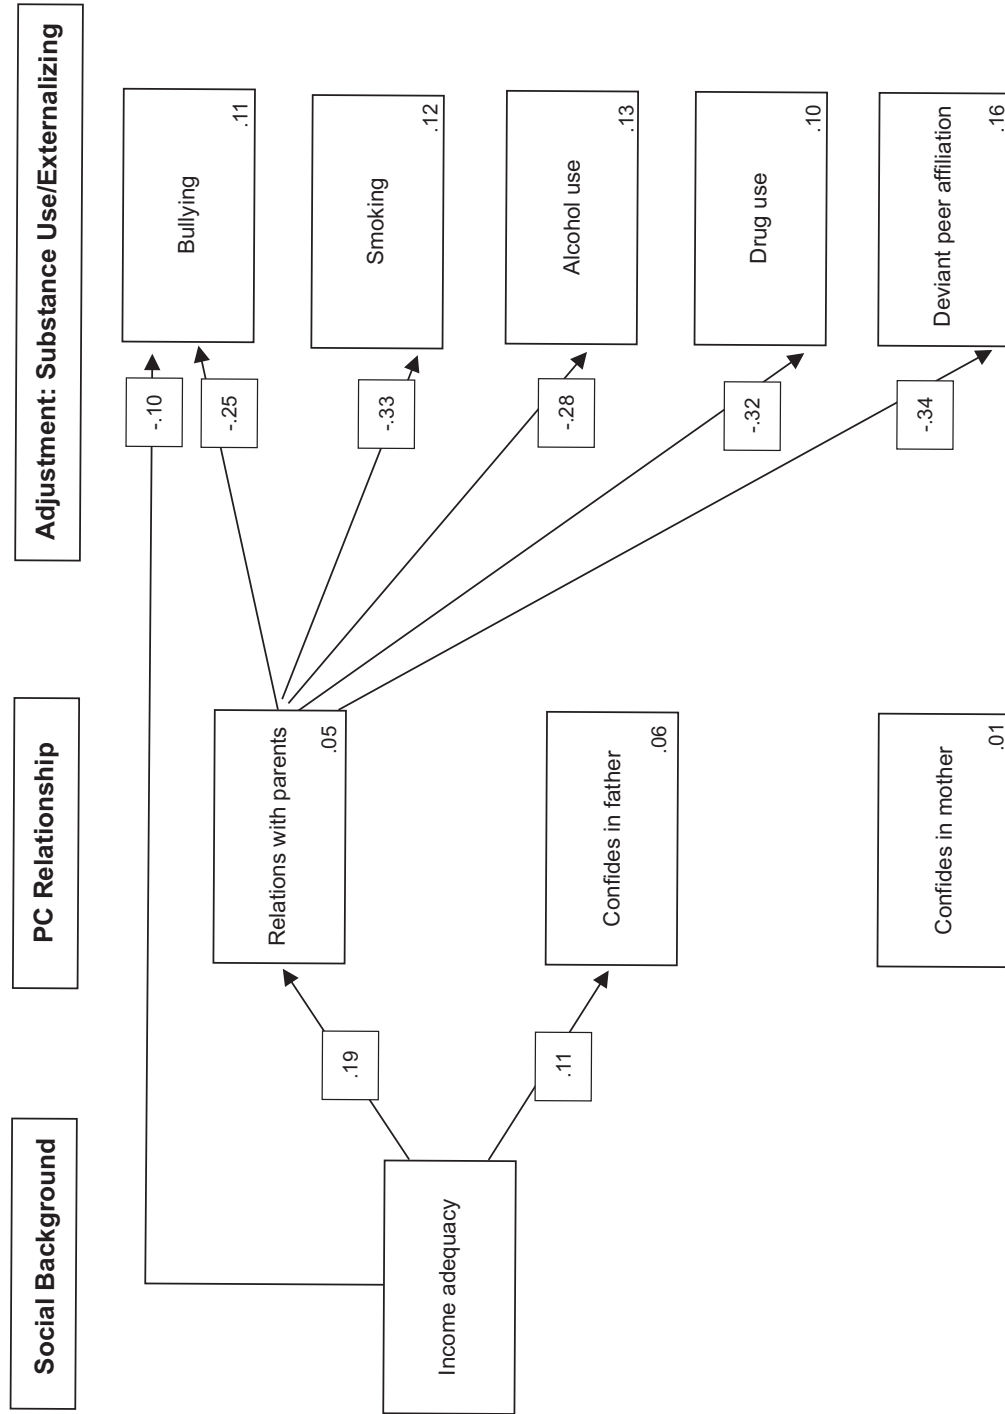 Social Background
PC Relationship
Adjustment: Substance Use/Externalizing
Income adequacy
.19
.11
-.10
Relations with parents
.05
Confides in father
.06
Confides in mother
.01
-.25
-.33
-.28
-.32
-.34
Bullying
.11
Smoking
.12
Alcohol use
.13
Drug use
.10
Deviant peer affiliation
.16